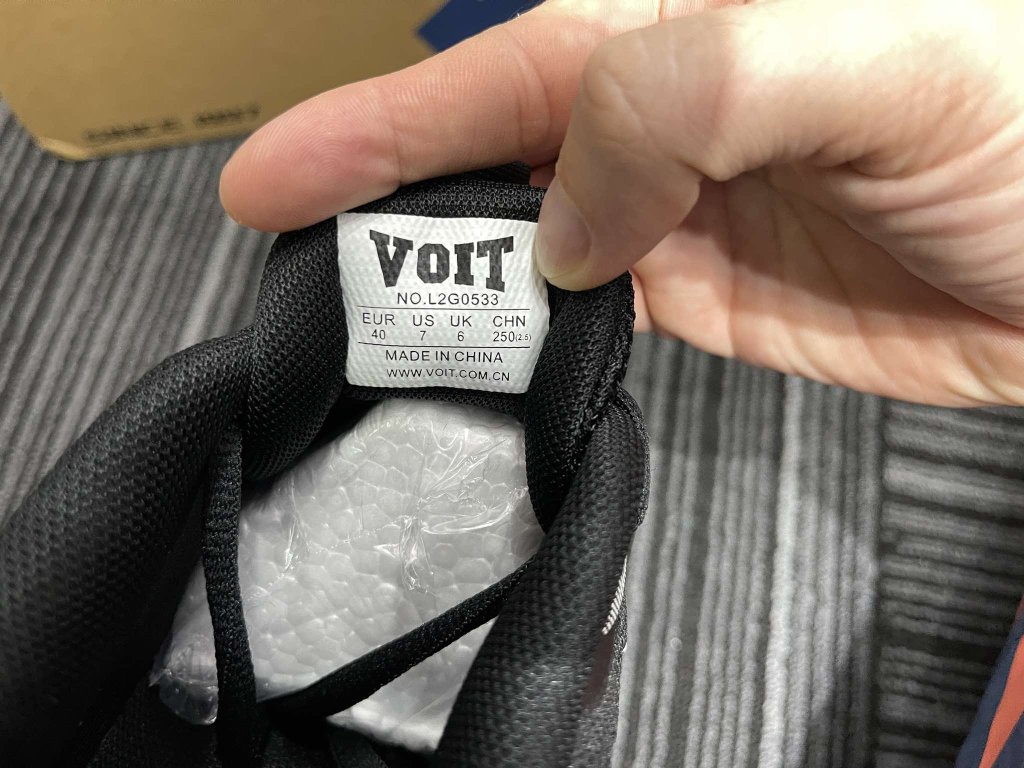 VOIT
NO.L2G0533
EUR US UK CHN
40 7 6 250(2.5)
MADE IN CHINA
WWW.VOIT.COM.CN